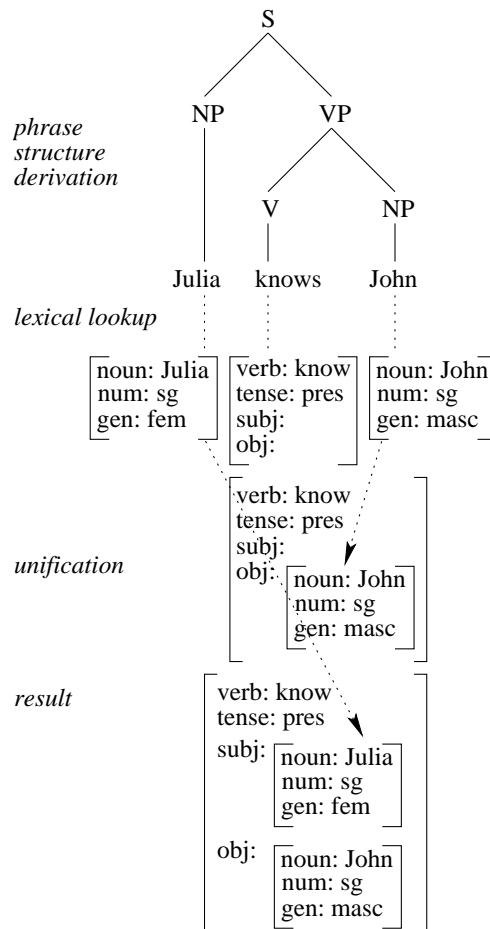 S
NP VP
phrase
structure
derivation
V NP
Julia knows John
lexical lookup
noun: Julia verb: know noun: John
num: sg tense: pres num: sg
gen: fem subj: gen: masc
obj:
verb: know
tense: pres
subj:
unification obj:
noun: John
num: sg
gen: masc
result verb: know
tense: pres
subj: noun: Julia
num: sg
gen: fem
obj: noun: John
num: sg
gen: masc